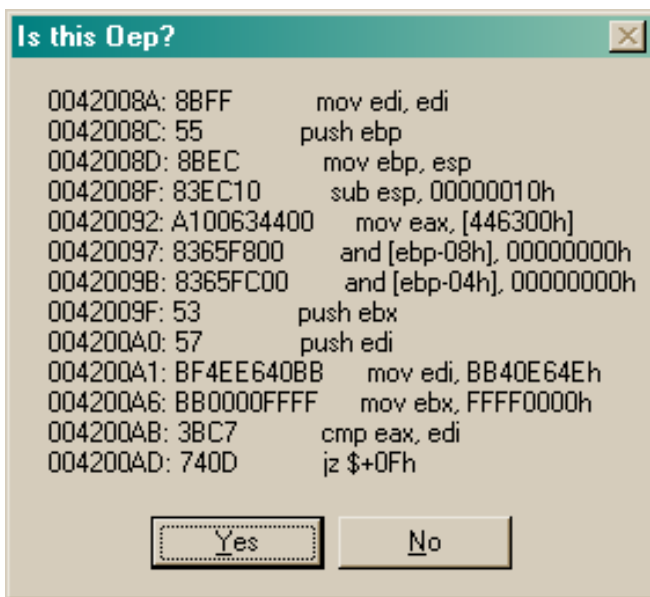 Is this Oep?
0042008A: 8BFF mov edi, edi
0042008C: 55 push ebp
0042008D: 8BEC mov ebp, esp
0042008F: 83EC10 sub esp, 00000010h
00420092: A100634400 mov eax, [446300h]
00420097: 8365F800 and [ebp-08h], 00000000h
0042009B: 8365FC00 and [ebp-04h], 00000000h
0042009F: 53 push ebx
004200A0: 57 push edi
004200A1: BF4EE640BB mov edi, BB40E64Eh
004200A6: BB0000FFFF mov ebx, FFFF0000h
004200AB: 3BC7 cmp eax, edi
004200AD: 740D jz $+0Fh
Yes No